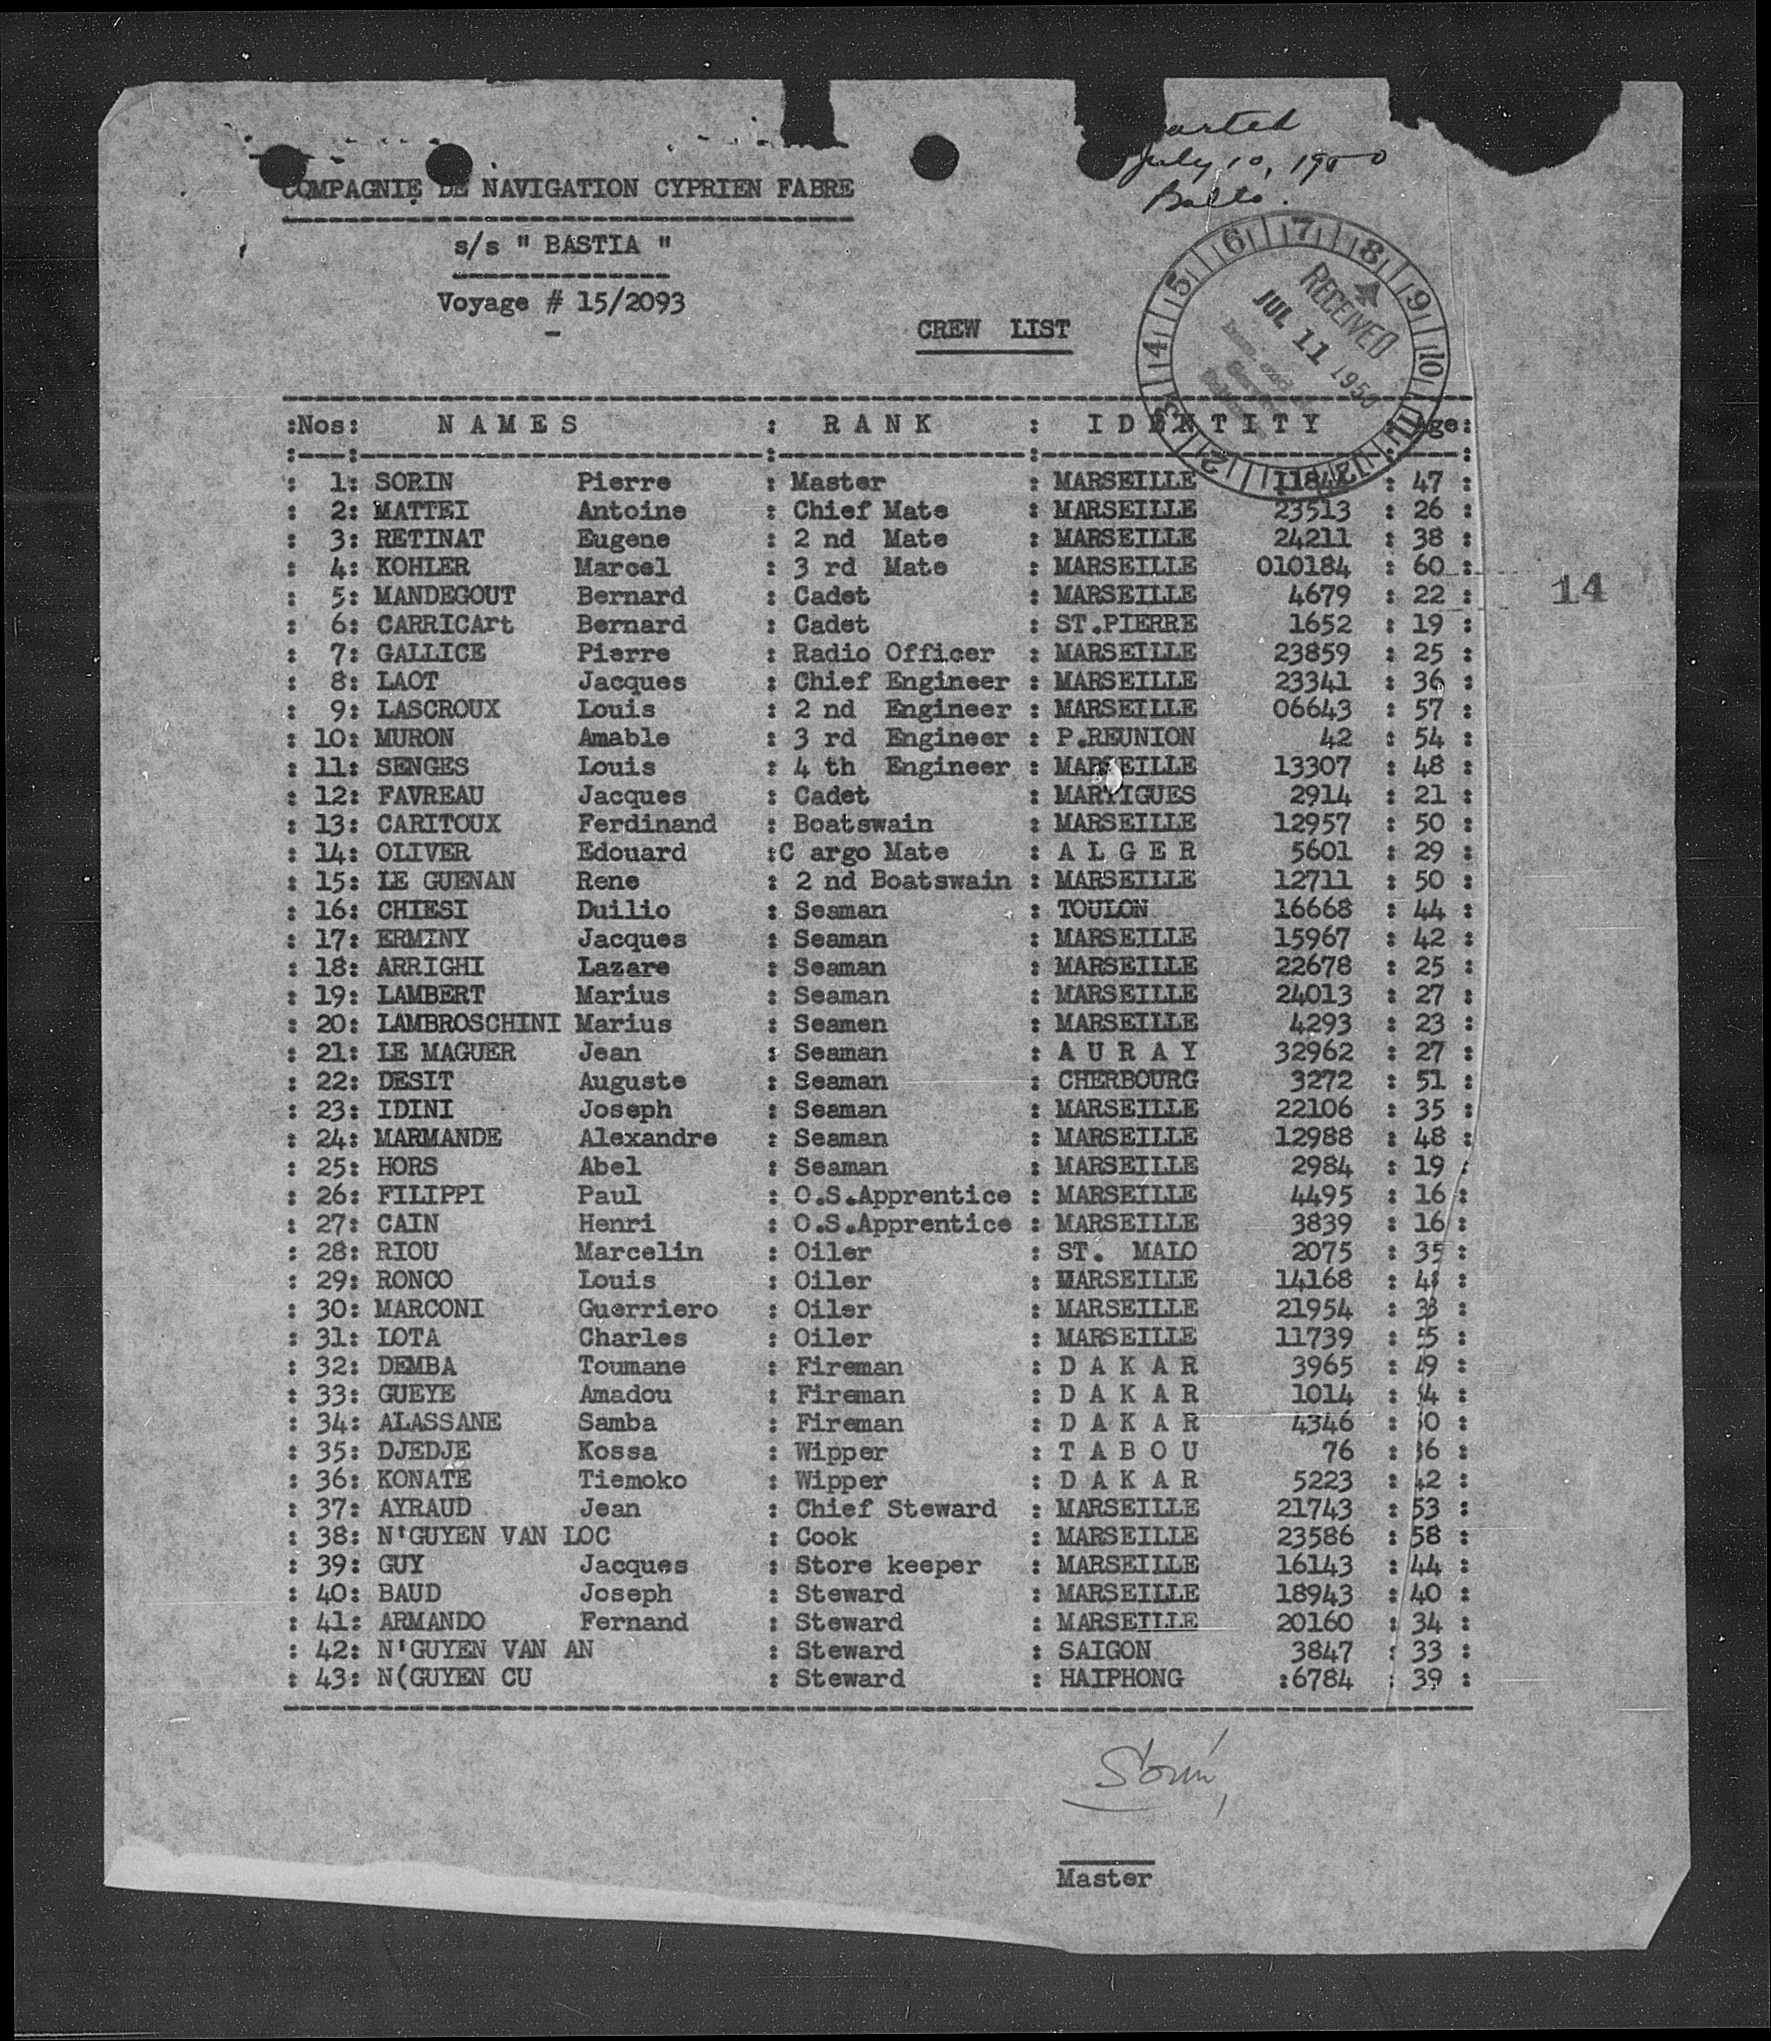 July 10, 1950
Balto.
COMPAGNIE DE NAVIGATION CYPRIEN FABRE
s/s " BASTIA "
Voyage # 15/2093
CREW LIST
RECEIVED
JUL 11 1950
:Nos: N A M E S : R A N K : I D E N T I T Y : Age:
: 1: SORIN Pierre : Master : MARSEILLE : 47 :
: 2: MATTEI Antoine : Chief Mate : MARSEILLE 23513 : 26 :
: 3: RETINAT Eugene : 2 nd Mate : MARSEILLE 24211 : 38 :
: 4: KOHLER Marcel : 3 rd Mate : MARSEILLE 010184 : 60 :
: 5: MANDEGOUT Bernard : Cadet : MARSEILLE 4679 : 22 :
14
: 6: CARRICArt Bernard : Cadet : ST.PIERRE 1652 : 19 :
: 7: GALLICE Pierre : Radio Officer : MARSEILLE 23859 : 25 :
: 8: LAOT Jacques : Chief Engineer : MARSEILLE 23341 : 36 :
: 9: LASCROUX Louis : 2 nd Engineer : MARSEILLE 06643 : 57 :
: 10: MURON Amable : 3 rd Engineer : P.REUNION 42 : 54 :
: 11: SENGES Louis : 4 th Engineer : MARSEILLE 13307 : 48 :
: 12: FAVREAU Jacques : Cadet : MARTIGUES 2914 : 21 :
: 13: CARITOUX Ferdinand : Boatswain : MARSEILLE 12957 : 50 :
: 14: OLIVER Edouard :C argo Mate : A L G E R 5601 : 29 :
: 15: LE GUENAN Rene : 2 nd Boatswain : MARSEILLE 12711 : 50 :
: 16: CHIESI Duilio : Seaman : TOULON 16668 : 44 :
: 17: ERMINY Jacques : Seaman : MARSEILLE 15967 : 42 :
: 18: ARRIGHI Lazare : Seaman : MARSEILLE 22678 : 25 :
: 19: LAMBERT Marius : Seaman : MARSEILLE 24013 : 27 :
: 20: LAMBROSCHINI Marius : Seamen : MARSEILLE 4293 : 23 :
: 21: LE MAGUER Jean : Seaman : A U R A Y 32962 : 27 :
: 22: DESIT Auguste : Seaman : CHERBOURG 3272 : 51 :
: 23: IDINI Joseph : Seaman : MARSEILLE 22106 : 35 :
: 24: MARMANDE Alexandre : Seaman : MARSEILLE 12988 : 48 :
: 25: HORS Abel : Seaman : MARSEILLE 2984 : 19 :
: 26: FILIPPI Paul : O.S.Apprentice : MARSEILLE 4495 : 16 :
: 27: CAIN Henri : O.S.Apprentice : MARSEILLE 3839 : 16 :
: 28: RIOU Marcelin : Oiler : ST. MALO 2075 : 35 :
: 29: RONCO Louis : Oiler : MARSEILLE 14168 : :
: 30: MARCONI Guerriero : Oiler : MARSEILLE 21954 : :
: 31: LOTA Charles : Oiler : MARSEILLE 11739 : :
: 32: DEMBA Toumane : Fireman : D A K A R 3965 : :
: 33: GUEYE Amadou : Fireman : D A K A R 1014 : :
: 34: ALASSANE Samba : Fireman : D A K A R 4346 : :
: 35: DJEDJE Kossa : Wipper : T A B O U 76 : :
: 36: KONATE Tiemoko : Wipper : D A K A R 5223 : 42 :
: 37: AYRAUD Jean : Chief Steward : MARSEILLE 21743 : 53 :
: 38: N'GUYEN VAN LOC : Cook : MARSEILLE 23586 : 58 :
: 39: GUY Jacques : Store keeper : MARSEILLE 16143 : 44 :
: 40: BAUD Joseph : Steward : MARSEILLE 18943 : 40 :
: 41: ARMANDO Fernand : Steward : MARSEILLE 20160 : 34 :
: 42: N'GUYEN VAN AN : Steward : SAIGON 3847 : 33 :
: 43: N(GUYEN CU : Steward : HAIPHONG :6784 : 39 :
Sorin
Master